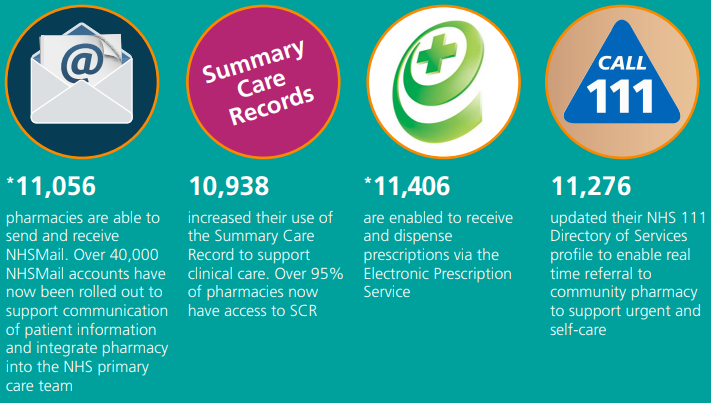 @
Summary
Care
Records
CALL
111
*11,056
pharmacies are able to
send and receive
NHSMail. Over 40,000
NHSMail accounts have
now been rolled out to
support communication
of patient information
and integrate pharmacy
into the NHS primary
care team
10,938
increased their use of
the Summary Care
Record to support
clinical care. Over 95%
of pharmacies now
have access to SCR
*11,406
are enabled to receive
and dispense
prescriptions via the
Electronic Prescription
Service
11,276
updated their NHS 111
Directory of Services
profile to enable real
time referral to
community pharmacy
to support urgent and
self-care